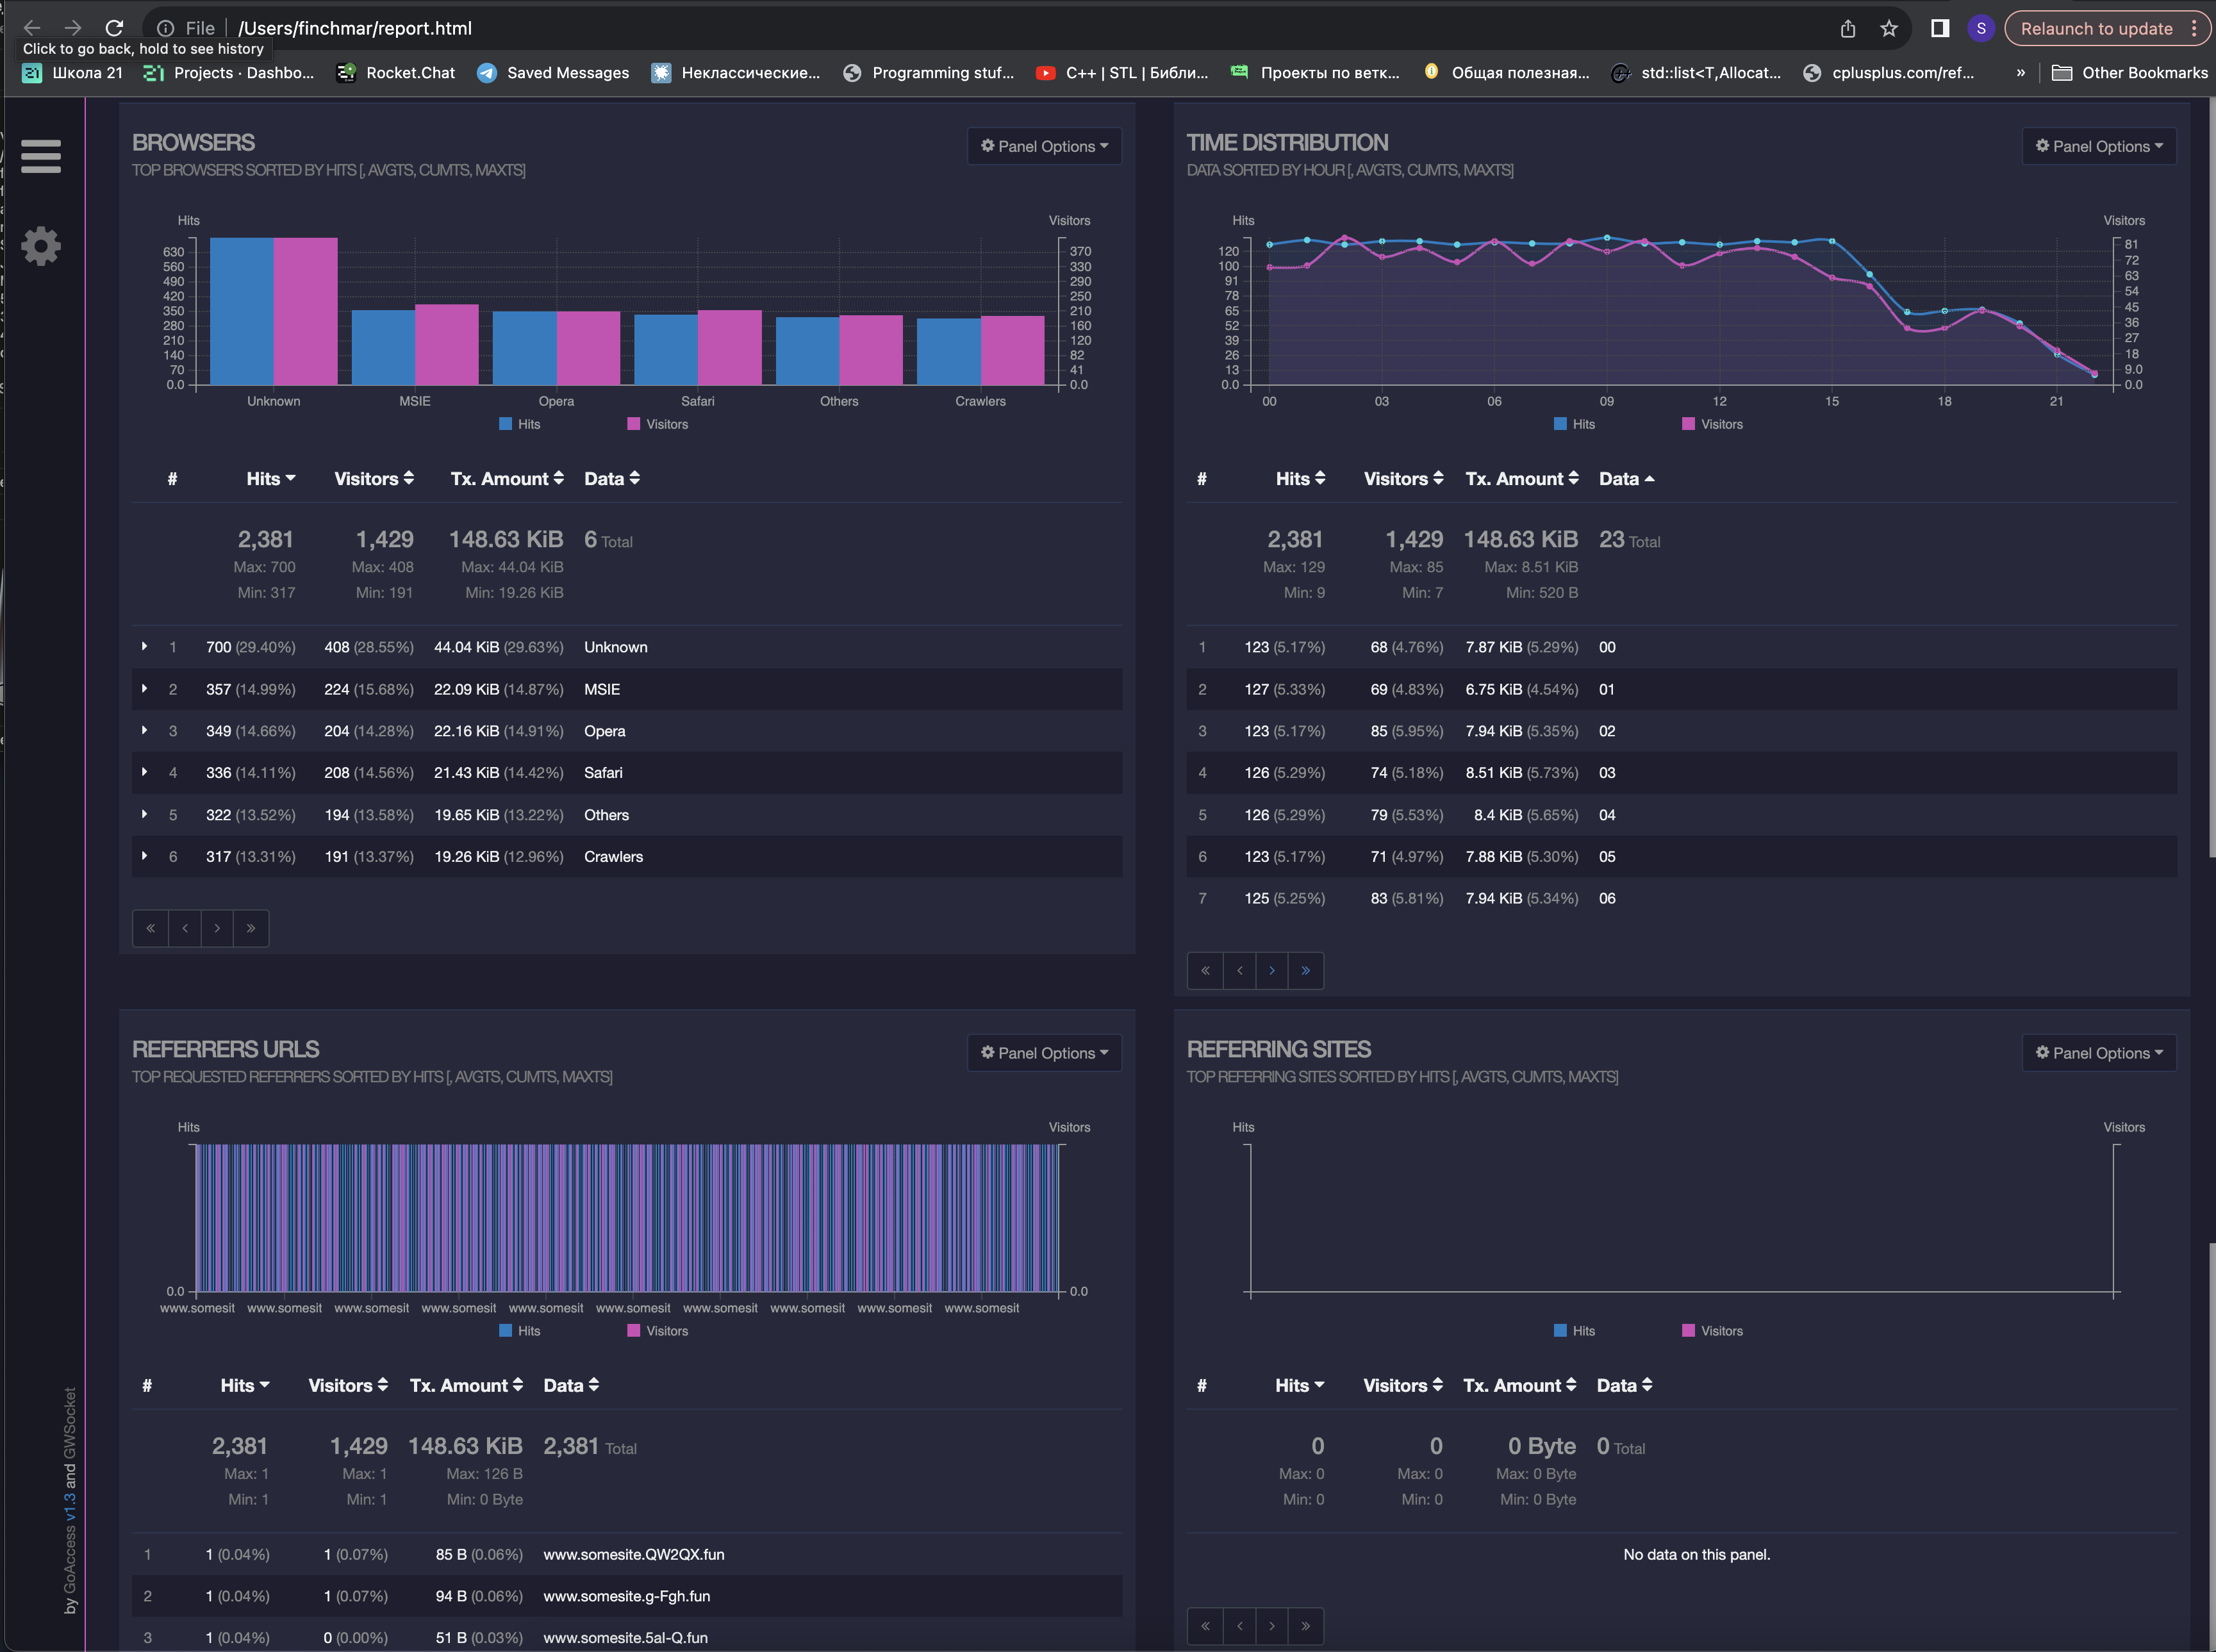 File /Users/finchmar/report.html Relaunch to update
Click to go back, hold to see history
Школа 21 Projects · Dashbo... Rocket.Chat Saved Messages Неклассические... Programming stuf... C++ | STL | Библи... Проекты по ветк... Общая полезная... std::list<T,Allocat... cplusplus.com/ref... » Other Bookmarks
BROWSERS
Panel Options
TOP BROWSERS SORTED BY HITS [, AVGTS, CUMTS, MAXTS]
Hits Visitors
630 370
560 330
490 290
420 250
350 210
280 160
210 120
140 82
70 41
0.0 0.0
Unknown MSIE Opera Safari Others Crawlers
Hits Visitors
# Hits Visitors Tx. Amount Data
2,381 1,429 148.63 KiB 6 Total
Max: 700 Max: 408 Max: 44.04 KiB
Min: 317 Min: 191 Min: 19.26 KiB
1 700 (29.40%) 408 (28.55%) 44.04 KiB (29.63%) Unknown
2 357 (14.99%) 224 (15.68%) 22.09 KiB (14.87%) MSIE
3 349 (14.66%) 204 (14.28%) 22.16 KiB (14.91%) Opera
4 336 (14.11%) 208 (14.56%) 21.43 KiB (14.42%) Safari
5 322 (13.52%) 194 (13.58%) 19.65 KiB (13.22%) Others
6 317 (13.31%) 191 (13.37%) 19.26 KiB (12.96%) Crawlers
« ‹ › »
TIME DISTRIBUTION
Panel Options
DATA SORTED BY HOUR [, AVGTS, CUMTS, MAXTS]
Hits Visitors
120 81
100 72
91 63
78 54
65 45
52 36
39 27
26 18
13 9.0
0.0 0.0
00 03 06 09 12 15 18 21
Hits Visitors
# Hits Visitors Tx. Amount Data
2,381 1,429 148.63 KiB 23 Total
Max: 129 Max: 85 Max: 8.51 KiB
Min: 9 Min: 7 Min: 520 B
1 123 (5.17%) 68 (4.76%) 7.87 KiB (5.29%) 00
2 127 (5.33%) 69 (4.83%) 6.75 KiB (4.54%) 01
3 123 (5.17%) 85 (5.95%) 7.94 KiB (5.35%) 02
4 126 (5.29%) 74 (5.18%) 8.51 KiB (5.73%) 03
5 126 (5.29%) 79 (5.53%) 8.4 KiB (5.65%) 04
6 123 (5.17%) 71 (4.97%) 7.88 KiB (5.30%) 05
7 125 (5.25%) 83 (5.81%) 7.94 KiB (5.34%) 06
« ‹ › »
REFERRERS URLS
Panel Options
TOP REQUESTED REFERRERS SORTED BY HITS [, AVGTS, CUMTS, MAXTS]
Hits Visitors
0.0 0.0
www.somesit www.somesit www.somesit www.somesit www.somesit www.somesit www.somesit www.somesit www.somesit www.somesit
Hits Visitors
# Hits Visitors Tx. Amount Data
2,381 1,429 148.63 KiB 2,381 Total
Max: 1 Max: 1 Max: 126 B
Min: 1 Min: 1 Min: 0 Byte
1 1 (0.04%) 1 (0.07%) 85 B (0.06%) www.somesite.QW2QX.fun
2 1 (0.04%) 1 (0.07%) 94 B (0.06%) www.somesite.g-Fgh.fun
3 1 (0.04%) 0 (0.00%) 51 B (0.03%) www.somesite.5al-Q.fun
REFERRING SITES
Panel Options
TOP REFERRING SITES SORTED BY HITS [, AVGTS, CUMTS, MAXTS]
Hits Visitors
Hits Visitors
# Hits Visitors Tx. Amount Data
0 0 0 Byte 0 Total
Max: 0 Max: 0 Max: 0 Byte
Min: 0 Min: 0 Min: 0 Byte
No data on this panel.
« ‹ › »
by GoAccess v1.3 and GWSocket
S